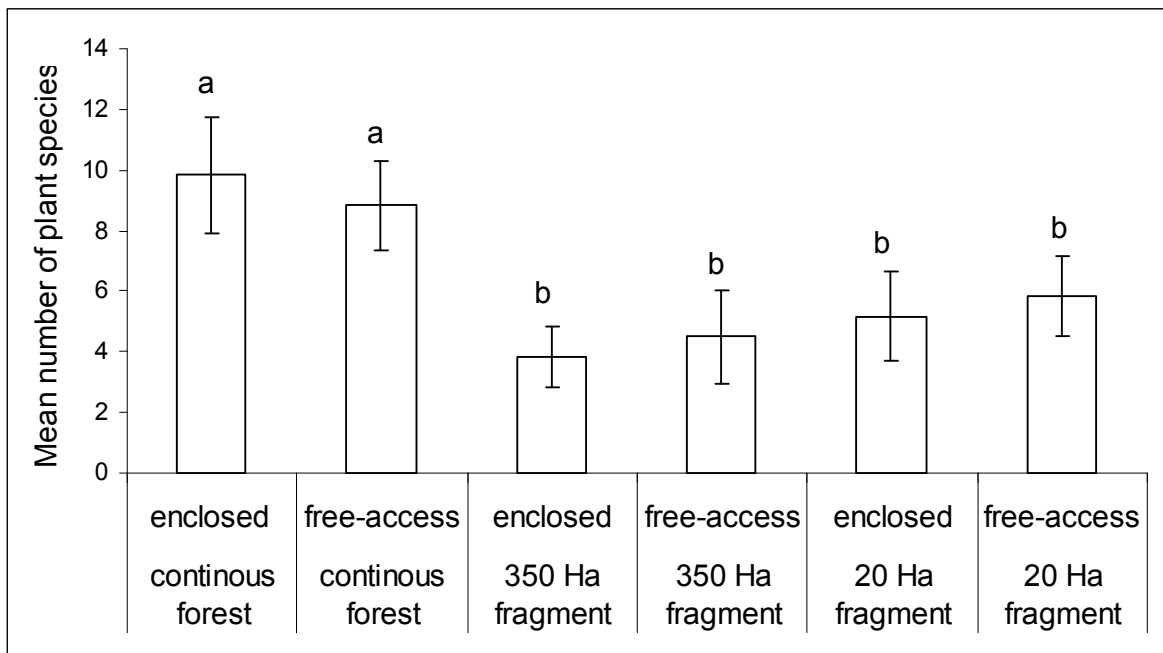 Mean number of plant species
14
12
10
8
6
4
2
0
a
a
b
b
b
b
enclosed free-access enclosed free-access enclosed free-access
continous continous 350 Ha 350 Ha 20 Ha 20 Ha
forest forest fragment fragment fragment fragment